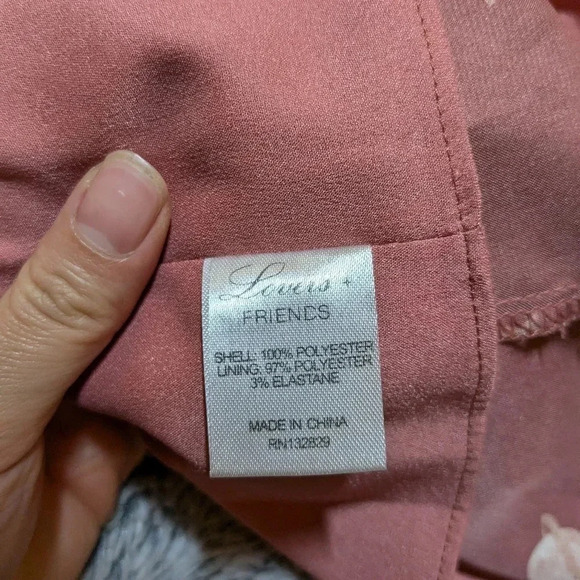 Lovers +
FRIENDS
SHELL: 100% POLYESTER
LINING: 97% POLYESTER
3% ELASTANE
MADE IN CHINA
RN132829